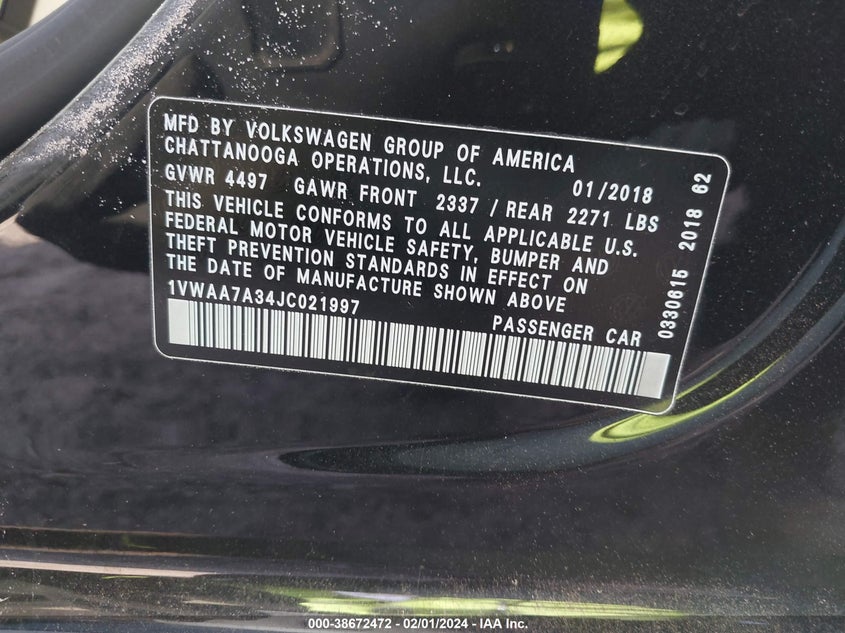 MFD BY VOLKSWAGEN GROUP OF AMERICA
CHATTANOOGA OPERATIONS, LLC. 01/2018
GVWR 4497 GAWR FRONT 2337 / REAR 2271 LBS
THIS VEHICLE CONFORMS TO ALL APPLICABLE U.S.
FEDERAL MOTOR VEHICLE SAFETY, BUMPER AND
THEFT PREVENTION STANDARDS IN EFFECT ON
THE DATE OF MANUFACTURE SHOWN ABOVE
1VWAA7A34JC021997 PASSENGER CAR
0330615 2018 62
000-38672472 - 02/01/2024 - IAA Inc.